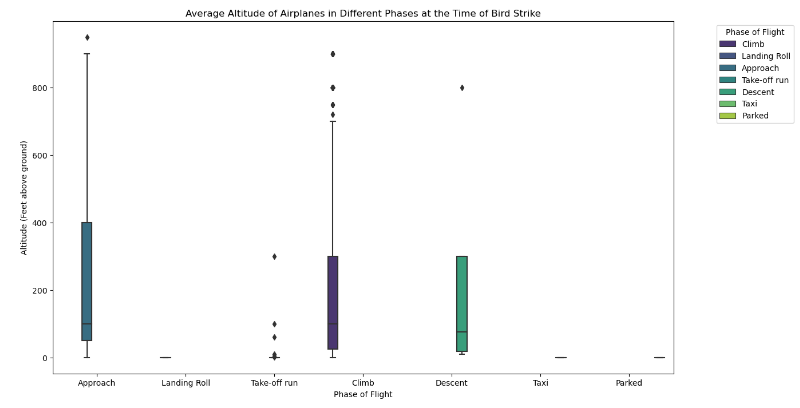 Average Altitude of Airplanes in Different Phases at the Time of Bird Strike
Phase of Flight
Climb
Landing Roll
Approach
Take-off run
Descent
Taxi
Parked
Altitude (Feet above ground)
800
600
400
200
0
Approach Landing Roll Take-off run Climb Descent Taxi Parked
Phase of Flight